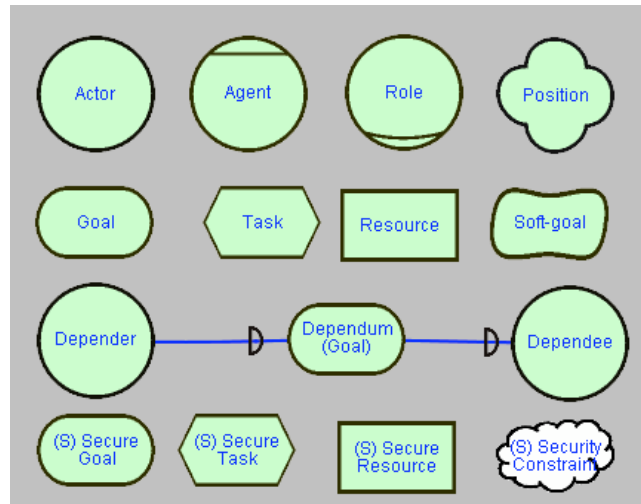 Actor
Agent
Role
Position
Goal
Task
Resource
Soft-goal
Depender
Dependum
(Goal)
Dependee
(S) Secure
Goal
(S) Secure
Task
(S) Secure
Resource
(S) Security
Constraint